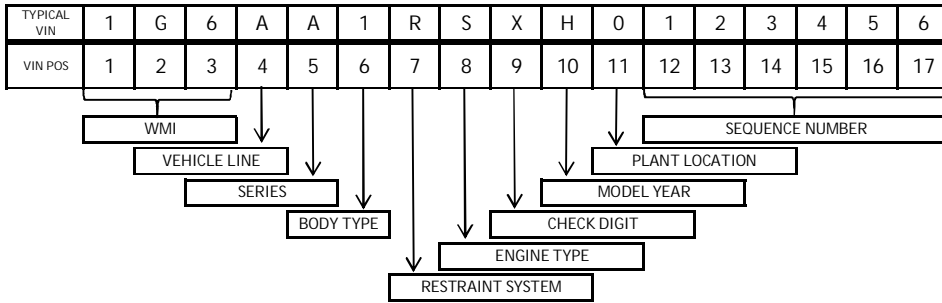 TYPICAL VIN 1 G 6 A A 1 R S X H 0 1 2 3 4 5 6
VIN POS 1 2 3 4 5 6 7 8 9 10 11 12 13 14 15 16 17
WMI SEQUENCE NUMBER
VEHICLE LINE PLANT LOCATION
SERIES MODEL YEAR
BODY TYPE CHECK DIGIT
ENGINE TYPE
RESTRAINT SYSTEM